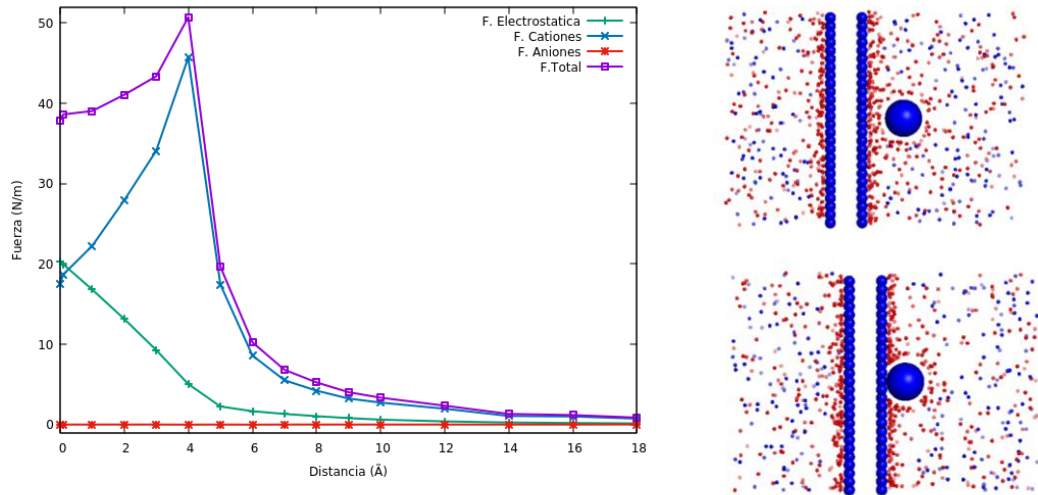 50
40
30
20
10
0
0 2 4 6 8 10 12 14 16 18
Fuerza (N/m)
Distancia (Å)
F. Electrostatica
F. Cationes
F. Aniones
F.Total